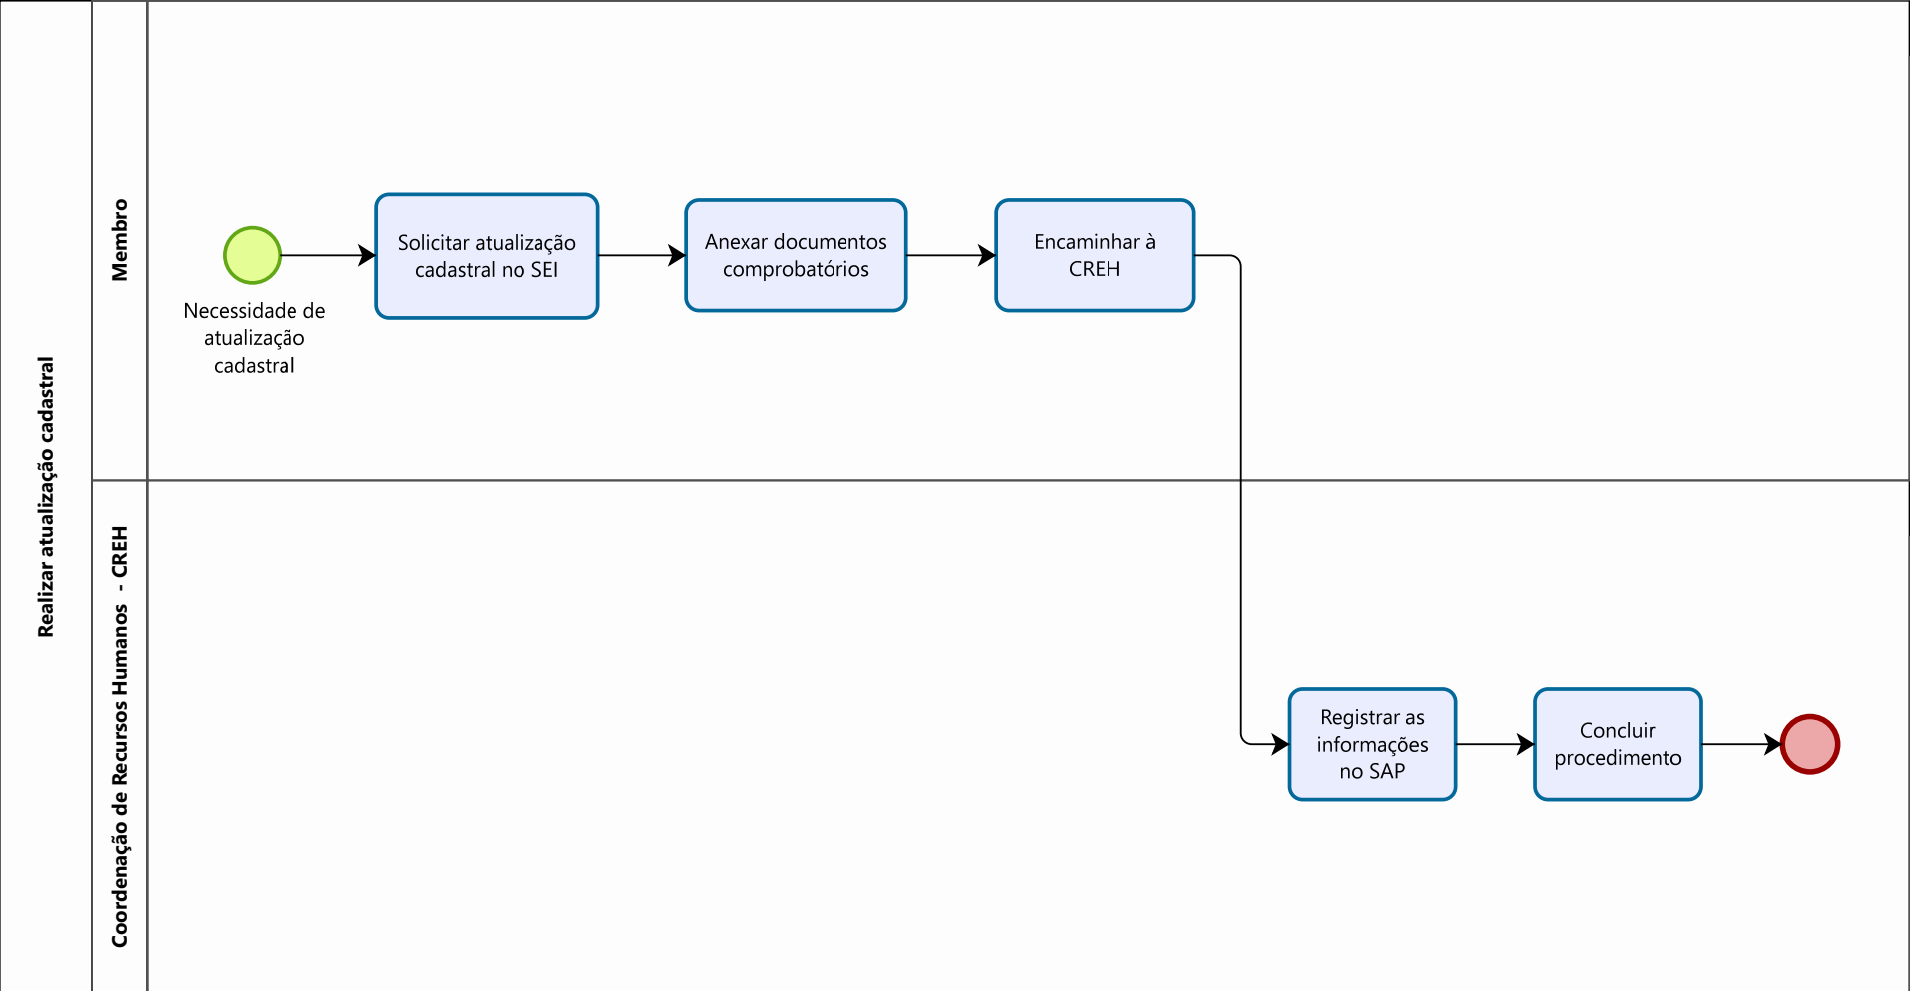 Realizar atualização cadastral
Membro
Necessidade de
atualização
cadastral
Solicitar atualização
cadastral no SEI
Anexar documentos
comprobatórios
Encaminhar à
CREH
Coordenação de Recursos Humanos - CREH
Registrar as
informações
no SAP
Concluir
procedimento